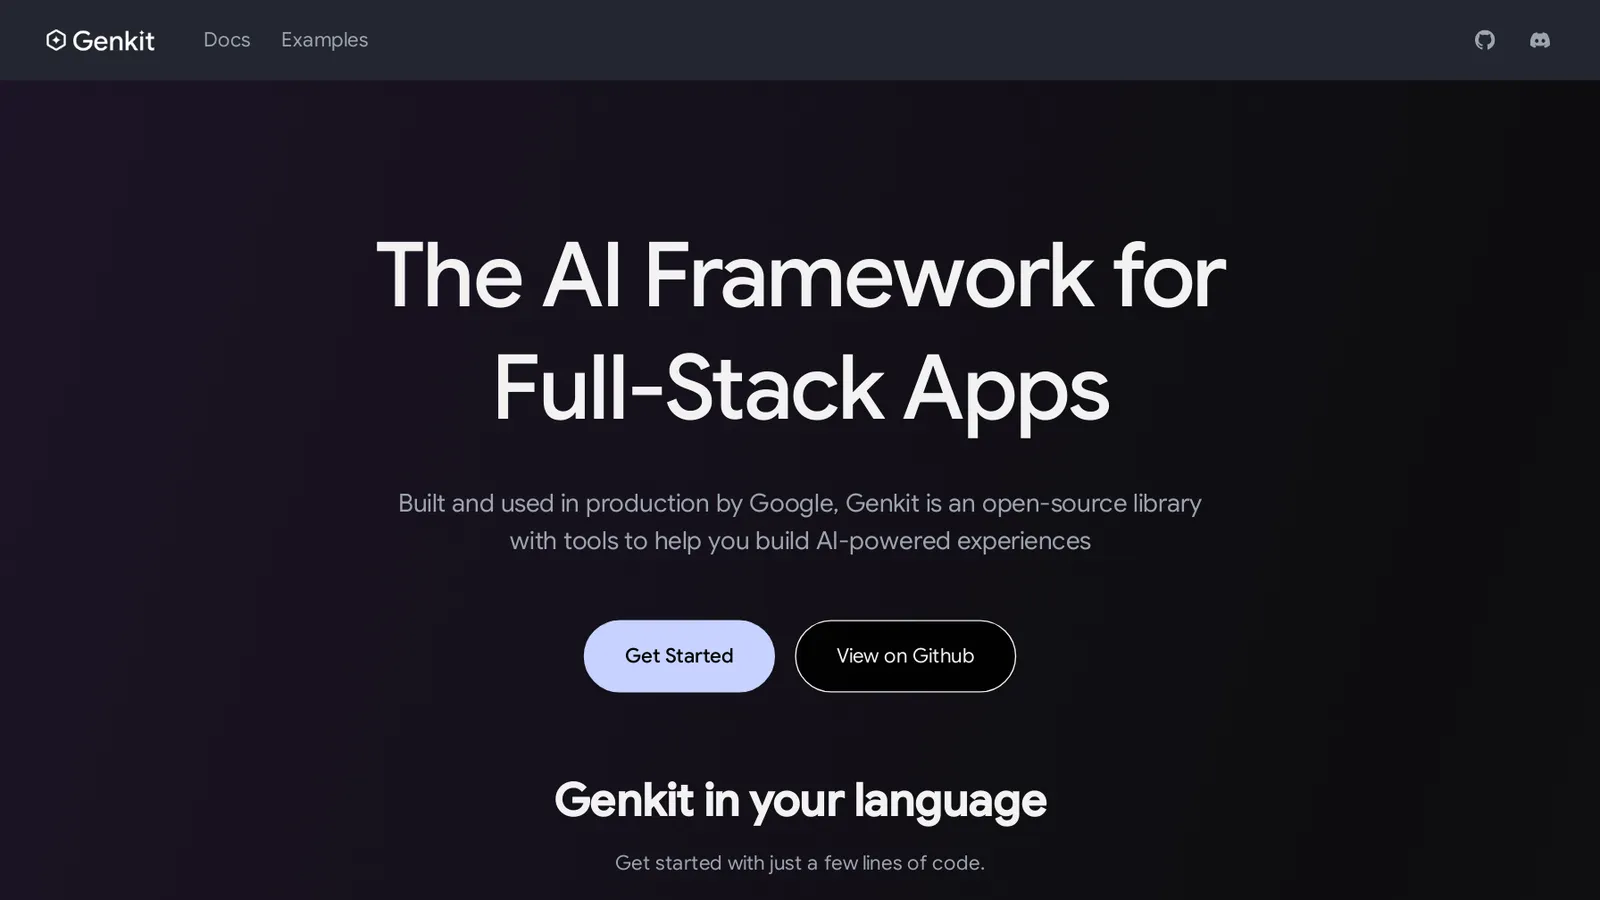 Genkit
Docs
Examples
The AI Framework for
Full-Stack Apps
Built and used in production by Google, Genkit is an open-source library
with tools to help you build AI-powered experiences
Get Started
View on Github
Genkit in your language
Get started with just a few lines of code.